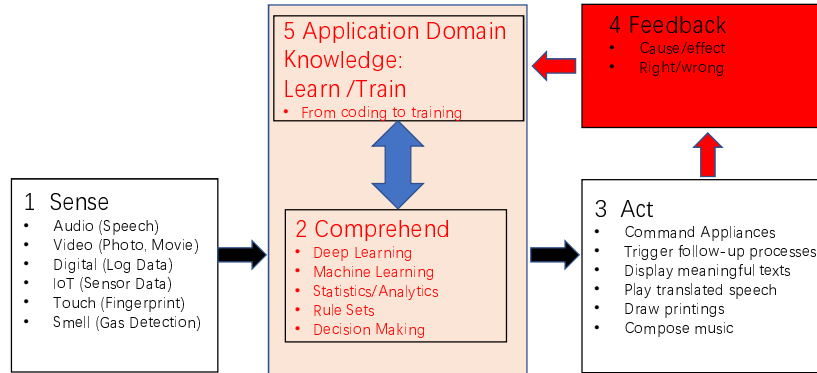 5 Application Domain
Knowledge:
Learn /Train
• From coding to training
4 Feedback
• Cause/effect
• Right/wrong
1 Sense
• Audio (Speech)
• Video (Photo, Movie)
• Digital (Log Data)
• IoT (Sensor Data)
• Touch (Fingerprint)
• Smell (Gas Detection)
2 Comprehend
• Deep Learning
• Machine Learning
• Statistics/Analytics
• Rule Sets
• Decision Making
3 Act
• Command Appliances
• Trigger follow-up processes
• Display meaningful texts
• Play translated speech
• Draw printings
• Compose music